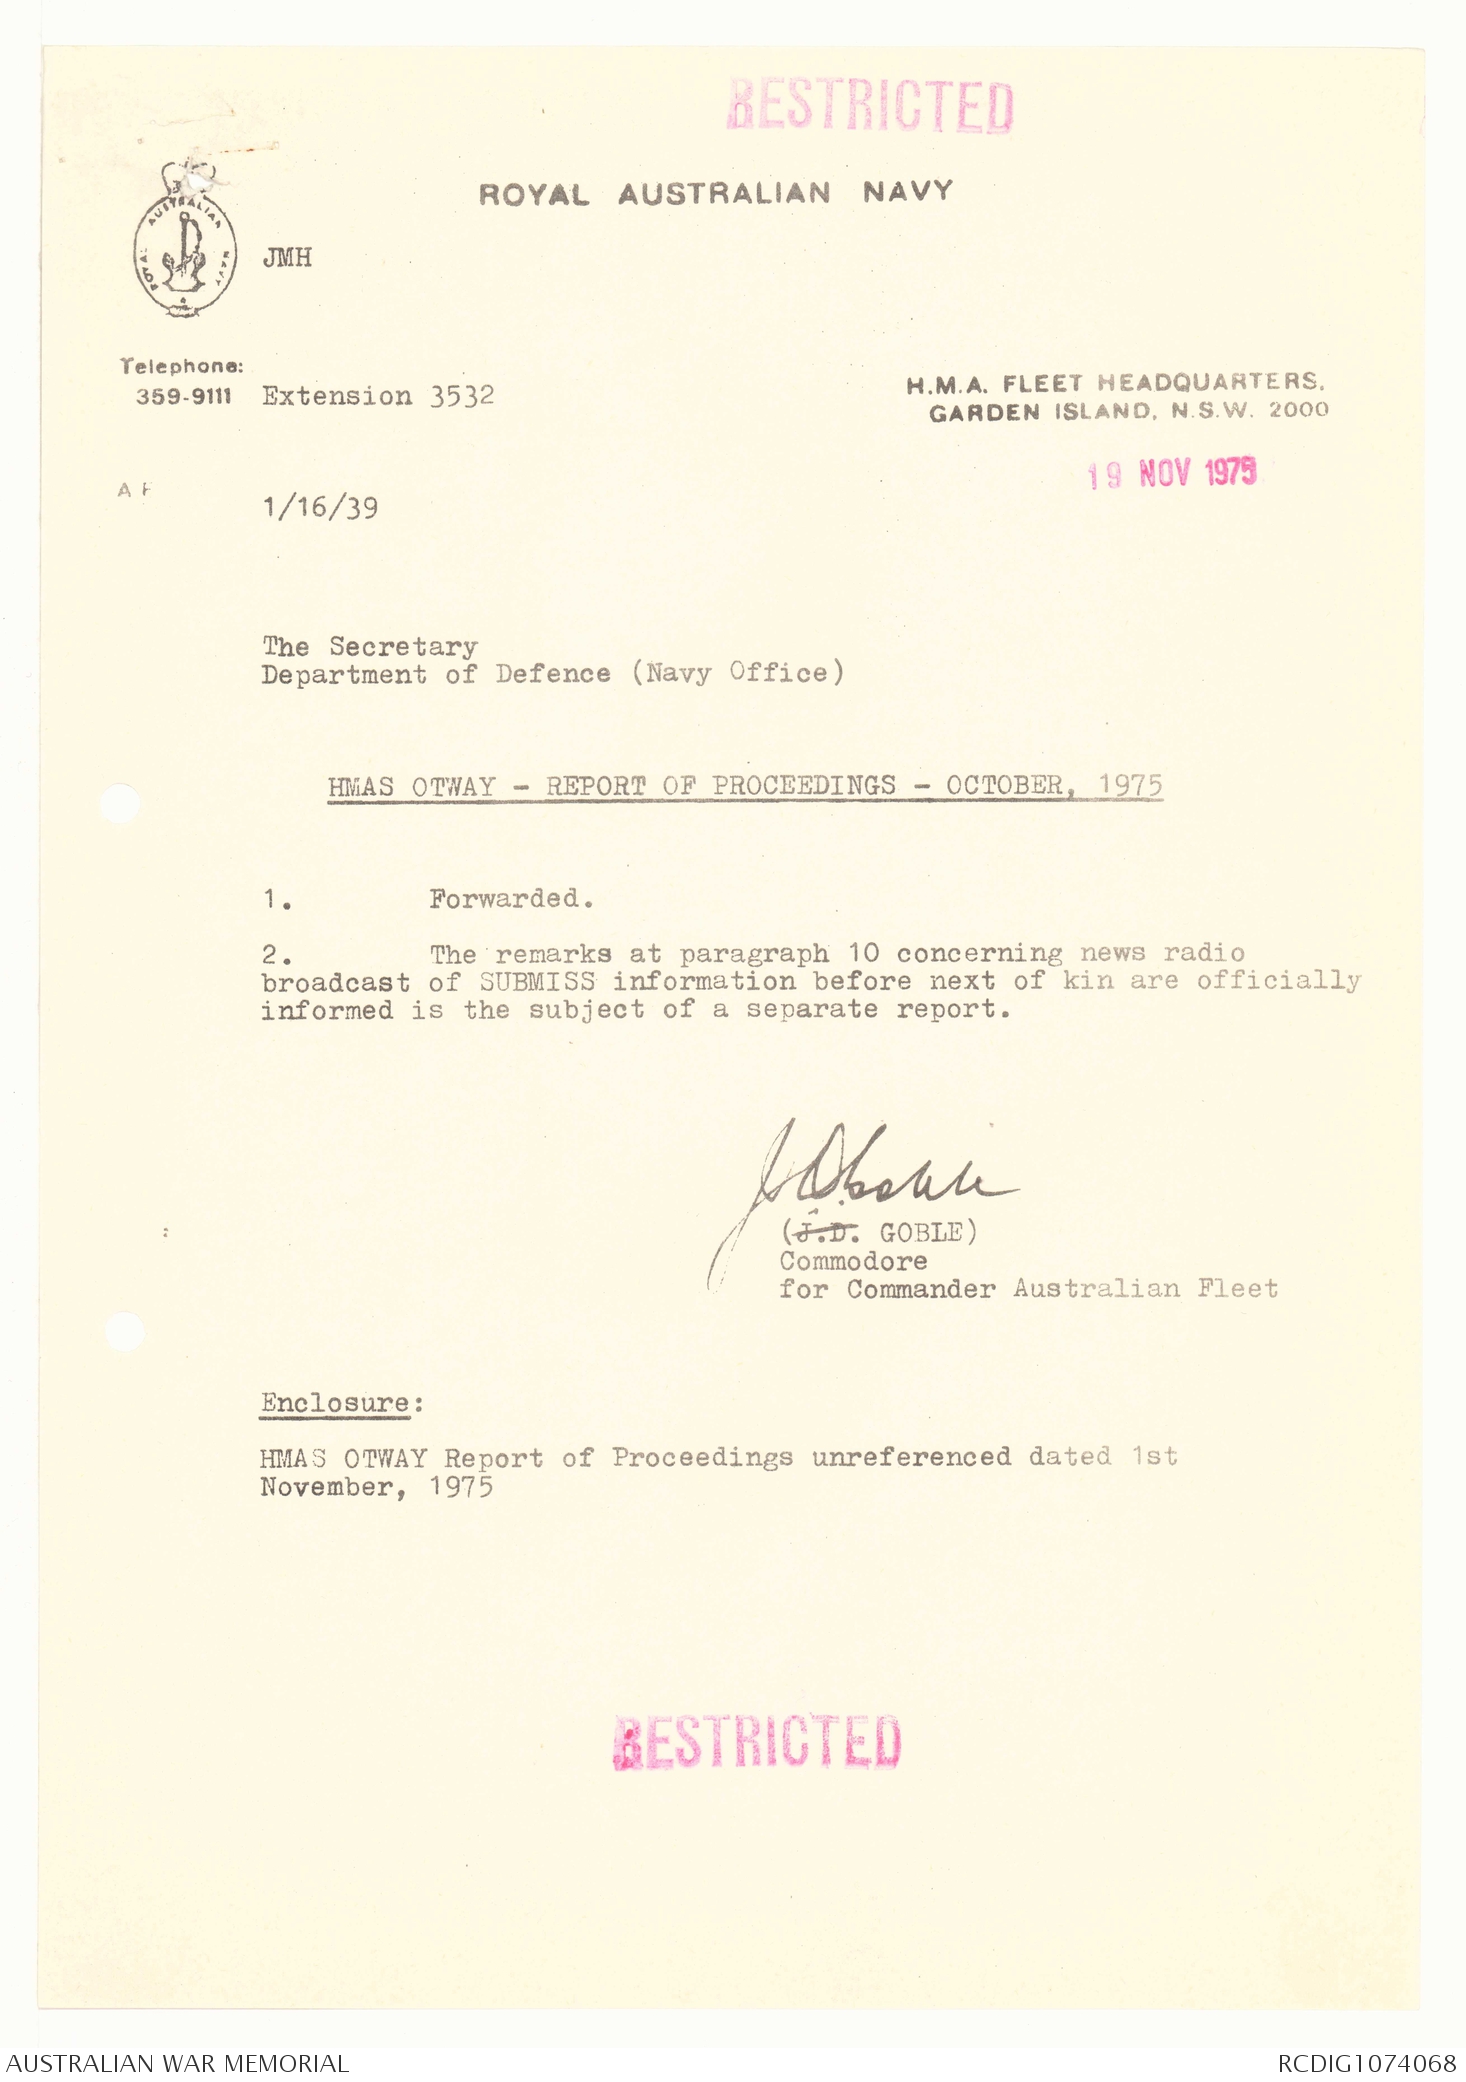 RESTRICTED
ROYAL AUSTRALIAN NAVY
ROYAL AUSTRALIAN NAVY
JMH
Telephone:
359-9111 Extension 3532
H.M.A. FLEET HEADQUARTERS,
GARDEN ISLAND, N.S.W. 2000
19 NOV 1975
A F
1/16/39
The Secretary
Department of Defence (Navy Office)
HMAS OTWAY - REPORT OF PROCEEDINGS - OCTOBER, 1975
1. Forwarded.
2. The remarks at paragraph 10 concerning news radio
broadcast of SUBMISS information before next of kin are officially
informed is the subject of a separate report.
(J.D. GOBLE)
Commodore
for Commander Australian Fleet
Enclosure:
HMAS OTWAY Report of Proceedings unreferenced dated 1st
November, 1975
RESTRICTED
AUSTRALIAN WAR MEMORIAL
RCDIG1074068